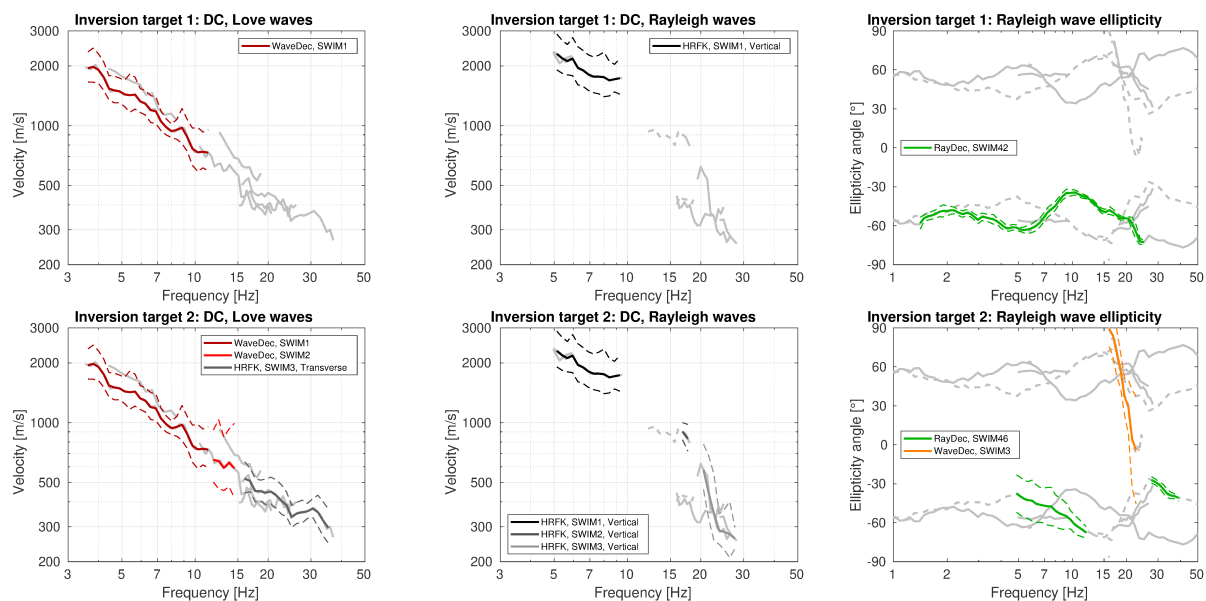 Inversion target 1: DC, Love waves
3000
2000
1000
500
300
200
Velocity [m/s]
WaveDec, SWIM1
3 5 7 10 15 20 30 50
Frequency [Hz]
Inversion target 1: DC, Rayleigh waves
3000
2000
1000
500
300
200
Velocity [m/s]
HRFK, SWIM1, Vertical
3 5 7 10 15 20 30 50
Frequency [Hz]
Inversion target 1: Rayleigh wave ellipticity
90
60
30
0
-30
-60
-90
Ellipticity angle [°]
RayDec, SWIM42
1 2 5 7 10 15 20 30 50
Frequency [Hz]
Inversion target 2: DC, Love waves
3000
2000
1000
500
300
200
Velocity [m/s]
WaveDec, SWIM1
WaveDec, SWIM2
HRFK, SWIM3, Transverse
3 5 7 10 15 20 30 50
Frequency [Hz]
Inversion target 2: DC, Rayleigh waves
3000
2000
1000
500
300
200
Velocity [m/s]
HRFK, SWIM1, Vertical
HRFK, SWIM2, Vertical
HRFK, SWIM3, Vertical
3 5 7 10 15 20 30 50
Frequency [Hz]
Inversion target 2: Rayleigh wave ellipticity
90
60
30
0
-30
-60
-90
Ellipticity angle [°]
RayDec, SWIM46
WaveDec, SWIM3
1 2 5 7 10 15 20 30 50
Frequency [Hz]